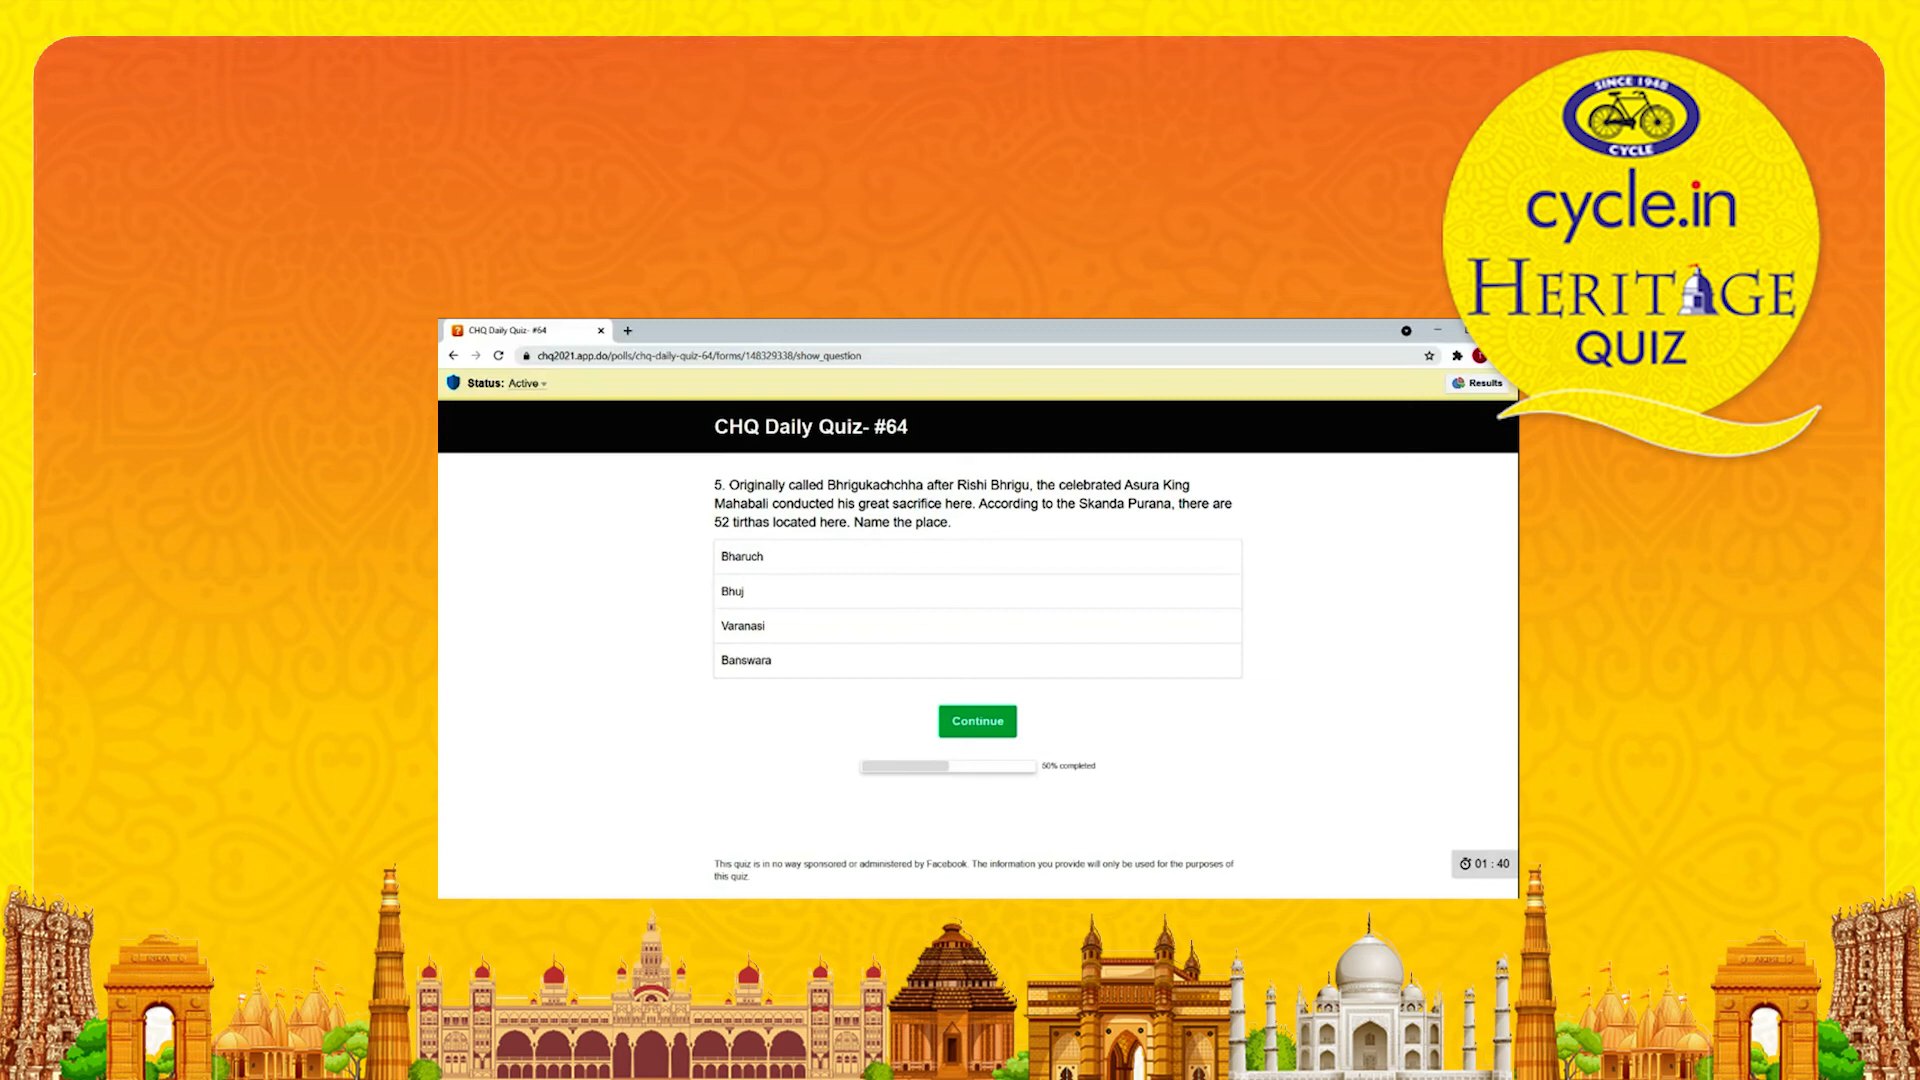 SINCE 1948
CYCLE
cycle.in
HERITAGE
QUIZ
CHQ Daily Quiz- #64
chq2021.app.do/polls/chq-daily-quiz-64/forms/148329338/show_question
Status: Active
Results
CHQ Daily Quiz- #64
5. Originally called Bhrigukachchha after Rishi Bhrigu, the celebrated Asura King
Mahabali conducted his great sacrifice here. According to the Skanda Purana, there are
52 tirthas located here. Name the place.
Bharuch
Bhuj
Varanasi
Banswara
Continue
50% completed
This quiz is in no way sponsored or administered by Facebook. The information you provide will only be used for the purposes of
this quiz.
01 : 40
INDIA